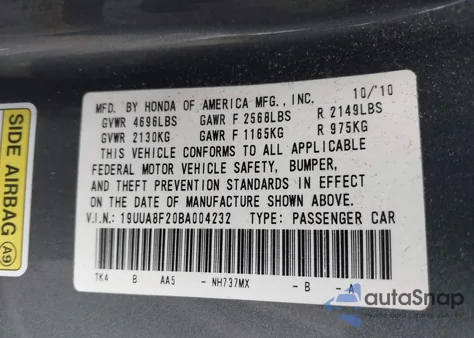 MFD. BY HONDA OF AMERICA MFG., INC. 10/'10
GVWR 4696LBS GAWR F 2568LBS R 2149LBS
GVWR 2130KG GAWR F 1165KG R 975KG
THIS VEHICLE CONFORMS TO ALL APPLICABLE
FEDERAL MOTOR VEHICLE SAFETY, BUMPER,
AND THEFT PREVENTION STANDARDS IN EFFECT
ON THE DATE OF MANUFACTURE SHOWN ABOVE.
V.I.N.: 19UUA8F20BA004232 TYPE: PASSENGER CAR
TK4 B AA5 - NH737MX - B - A
SIDE AIRBAG
A9
autoSnap